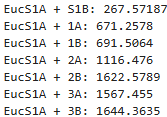 EucS1A + S1B: 267.57187
EucS1A + 1A: 671.2578
EucS1A + 1B: 691.5064
EucS1A + 2A: 1116.476
EucS1A + 2B: 1622.5789
EucS1A + 3A: 1567.455
EucS1A + 3B: 1644.3635